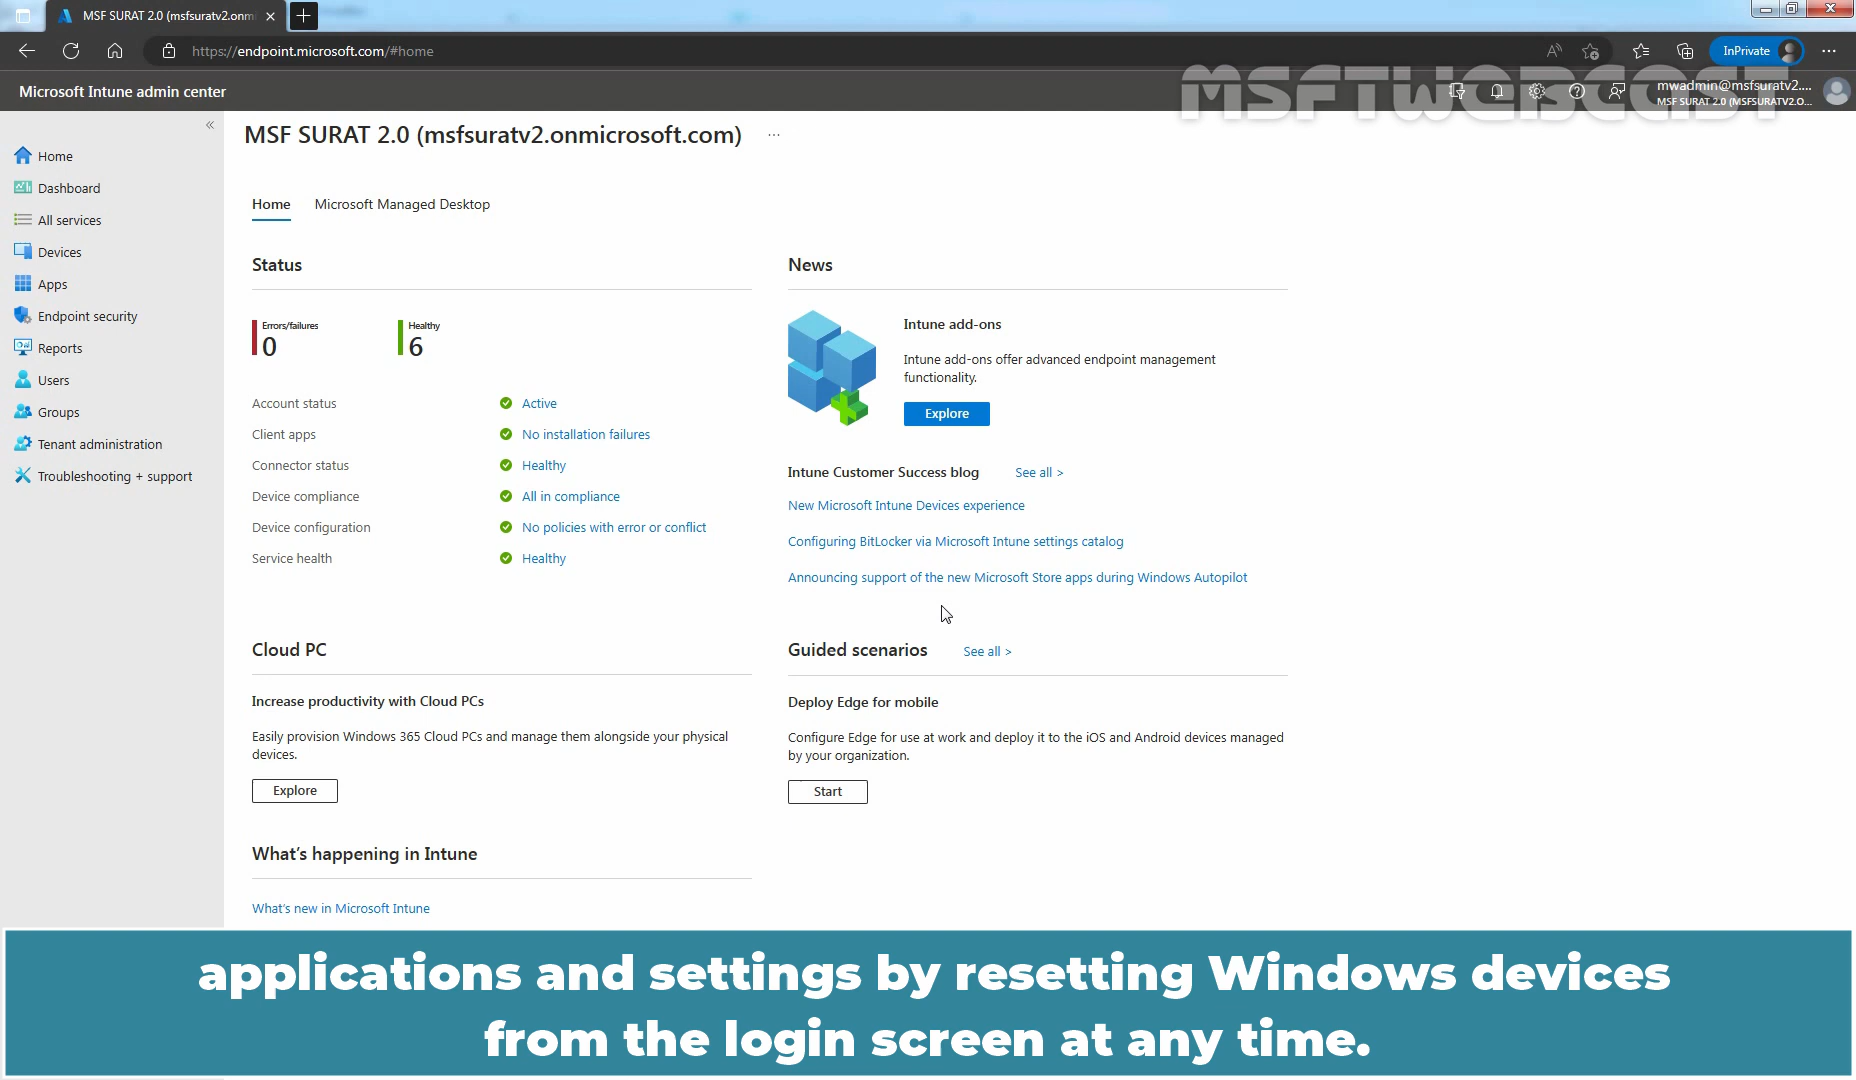 MSF SURAT 2.0 (msfsuratv2.onm
https://endpoint.microsoft.com/#home
InPrivate
Microsoft Intune admin center
MSFTWEBCAST
mwadmin@msfsuratv2....
MSF SURAT 2.0 (MSFSURATV2.O...
MSF SURAT 2.0 (msfsuratv2.onmicrosoft.com)
Home
Dashboard
All services
Devices
Apps
Endpoint security
Reports
Users
Groups
Tenant administration
Troubleshooting + support
Home
Microsoft Managed Desktop
Status
Errors/failures
0
Healthy
6
Account status
Active
Client apps
No installation failures
Connector status
Healthy
Device compliance
All in compliance
Device configuration
No policies with error or conflict
Service health
Healthy
News
Intune add-ons
Intune add-ons offer advanced endpoint management
functionality.
Explore
Intune Customer Success blog
See all >
New Microsoft Intune Devices experience
Configuring BitLocker via Microsoft Intune settings catalog
Announcing support of the new Microsoft Store apps during Windows Autopilot
Cloud PC
Increase productivity with Cloud PCs
Easily provision Windows 365 Cloud PCs and manage them alongside your physical
devices.
Explore
Guided scenarios
See all >
Deploy Edge for mobile
Configure Edge for use at work and deploy it to the iOS and Android devices managed
by your organization.
Start
What's happening in Intune
What's new in Microsoft Intune
applications and settings by resetting Windows devices
from the login screen at any time.